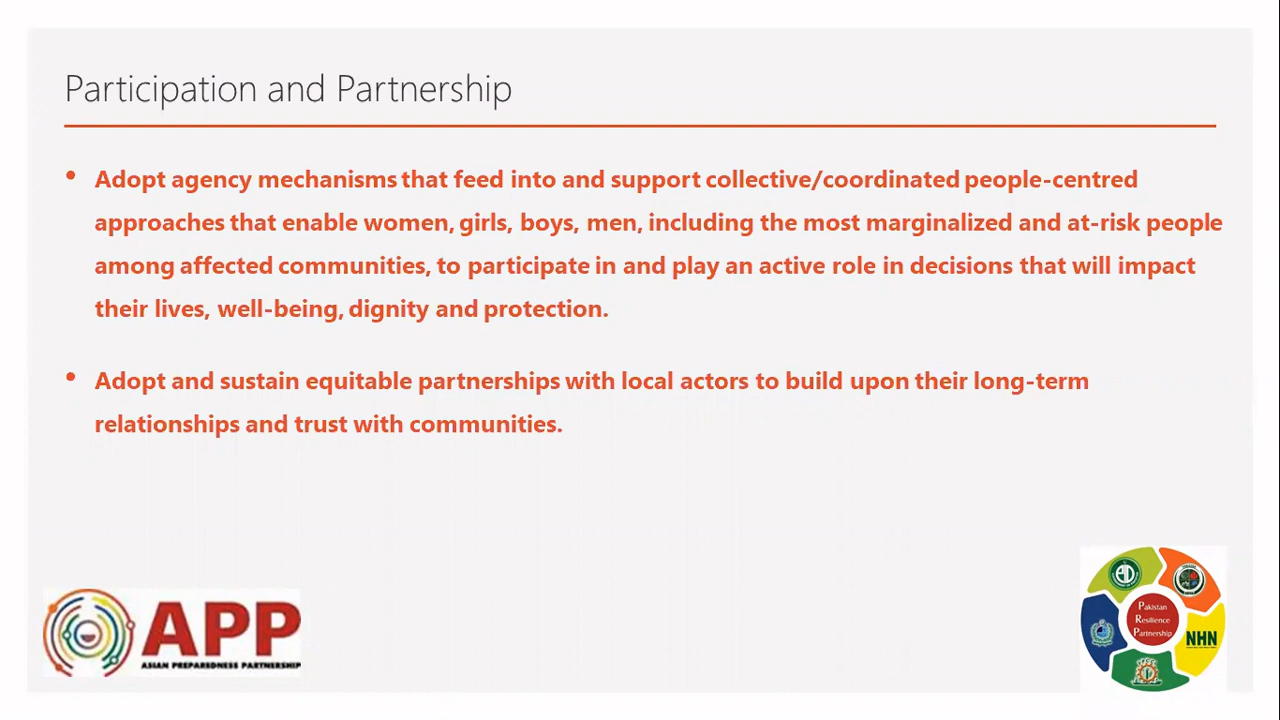 Participation and Partnership
• Adopt agency mechanisms that feed into and support collective/coordinated people-centred
approaches that enable women, girls, boys, men, including the most marginalized and at-risk people
among affected communities, to participate in and play an active role in decisions that will impact
their lives, well-being, dignity and protection.
• Adopt and sustain equitable partnerships with local actors to build upon their long-term
relationships and trust with communities.
APP
ASIAN PREPAREDNESS PARTNERSHIP
Pakistan
Resilience
Partnership
NHN